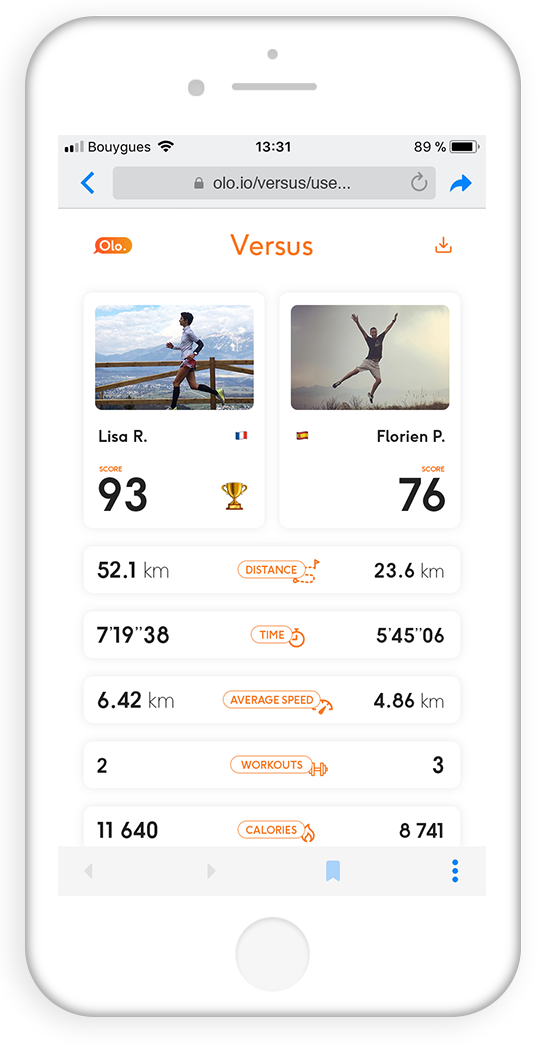 Bouygues 13:31 89 %
olo.io/versus/use...
Olo. Versus
Lisa R. Florien P.
SCORE SCORE
93 76
52.1 km DISTANCE 23.6 km
7'19''38 TIME 5'45''06
6.42 km AVERAGE SPEED 4.86 km
2 WORKOUTS 3
11 640 CALORIES 8 741